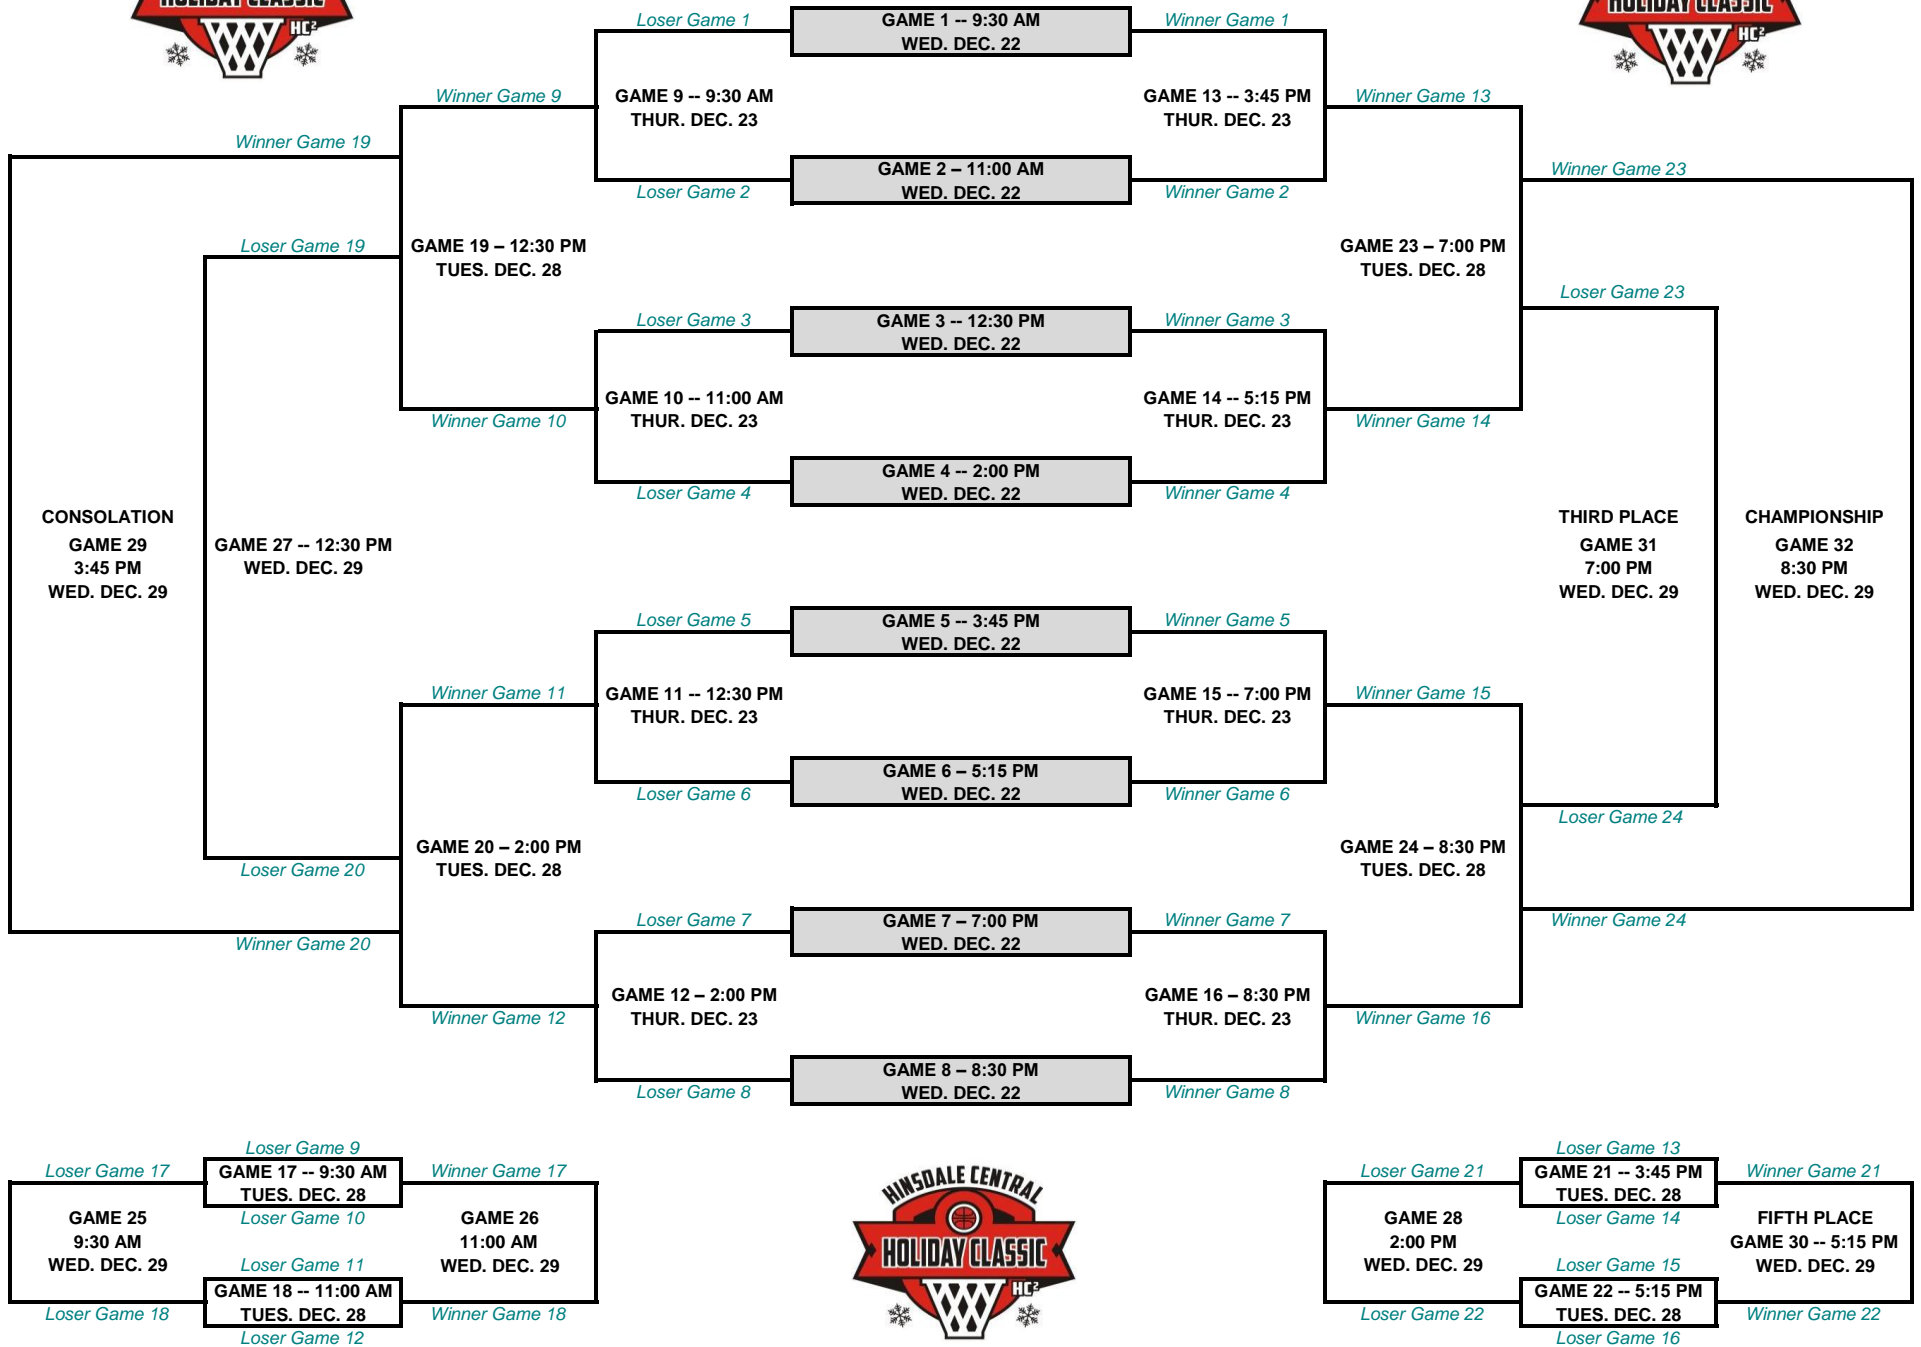 HOLIDAY CLASSIC
HC²
HOLIDAY CLASSIC
HC²
Loser Game 1
GAME 1 -- 9:30 AM
WED. DEC. 22
Winner Game 1
Winner Game 9
GAME 9 -- 9:30 AM
THUR. DEC. 23
GAME 13 -- 3:45 PM
THUR. DEC. 23
Winner Game 13
Winner Game 19
Loser Game 2
GAME 2 – 11:00 AM
WED. DEC. 22
Winner Game 2
Winner Game 23
Loser Game 19
GAME 19 – 12:30 PM
TUES. DEC. 28
GAME 23 – 7:00 PM
TUES. DEC. 28
Loser Game 23
Loser Game 3
GAME 3 -- 12:30 PM
WED. DEC. 22
Winner Game 3
Winner Game 10
GAME 10 -- 11:00 AM
THUR. DEC. 23
GAME 14 -- 5:15 PM
THUR. DEC. 23
Winner Game 14
Loser Game 4
GAME 4 -- 2:00 PM
WED. DEC. 22
Winner Game 4
CONSOLATION
GAME 29
3:45 PM
WED. DEC. 29
GAME 27 -- 12:30 PM
WED. DEC. 29
THIRD PLACE
GAME 31
7:00 PM
WED. DEC. 29
CHAMPIONSHIP
GAME 32
8:30 PM
WED. DEC. 29
Loser Game 5
GAME 5 -- 3:45 PM
WED. DEC. 22
Winner Game 5
Winner Game 11
GAME 11 -- 12:30 PM
THUR. DEC. 23
GAME 15 -- 7:00 PM
THUR. DEC. 23
Winner Game 15
Loser Game 6
GAME 6 – 5:15 PM
WED. DEC. 22
Winner Game 6
Loser Game 24
Loser Game 20
GAME 20 – 2:00 PM
TUES. DEC. 28
GAME 24 – 8:30 PM
TUES. DEC. 28
Winner Game 20
Loser Game 7
GAME 7 – 7:00 PM
WED. DEC. 22
Winner Game 7
Winner Game 24
Winner Game 12
GAME 12 – 2:00 PM
THUR. DEC. 23
GAME 16 – 8:30 PM
THUR. DEC. 23
Winner Game 16
Loser Game 8
GAME 8 – 8:30 PM
WED. DEC. 22
Winner Game 8
Loser Game 9
Loser Game 17
GAME 17 -- 9:30 AM
TUES. DEC. 28
Winner Game 17
Loser Game 10
GAME 25
9:30 AM
WED. DEC. 29
GAME 26
11:00 AM
WED. DEC. 29
Loser Game 11
Loser Game 18
GAME 18 -- 11:00 AM
TUES. DEC. 28
Winner Game 18
Loser Game 12
HINSDALE CENTRAL
HOLIDAY CLASSIC
HC²
Loser Game 13
Loser Game 21
GAME 21 -- 3:45 PM
TUES. DEC. 28
Winner Game 21
Loser Game 14
GAME 28
2:00 PM
WED. DEC. 29
FIFTH PLACE
GAME 30 -- 5:15 PM
WED. DEC. 29
Loser Game 15
Loser Game 22
GAME 22 -- 5:15 PM
TUES. DEC. 28
Winner Game 22
Loser Game 16